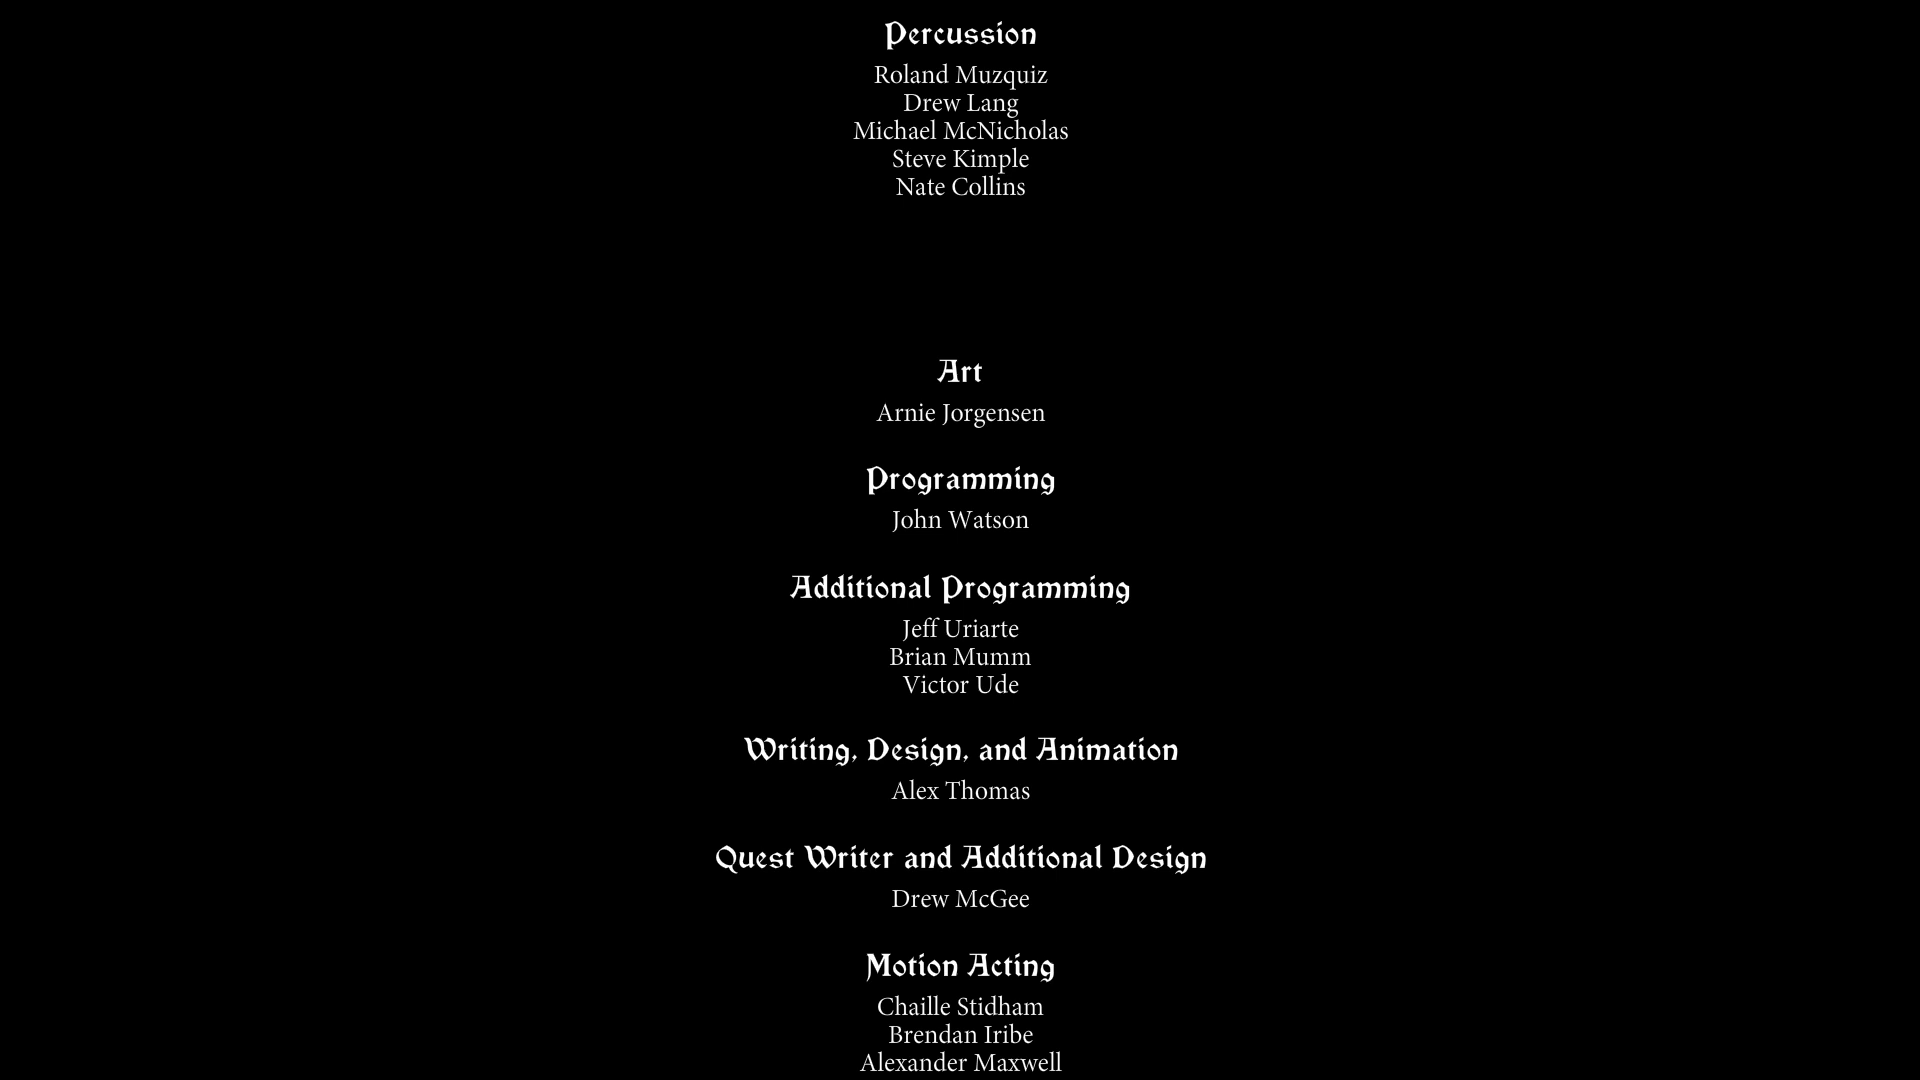 Percussion
Roland Muzquiz
Drew Lang
Michael McNicholas
Steve Kimple
Nate Collins
Art
Arnie Jorgensen
Programming
John Watson
Additional Programming
Jeff Uriarte
Brian Mumm
Victor Ude
Writing, Design, and Animation
Alex Thomas
Quest Writer and Additional Design
Drew McGee
Motion Acting
Chaille Stidham
Brendan Iribe
Alexander Maxwell